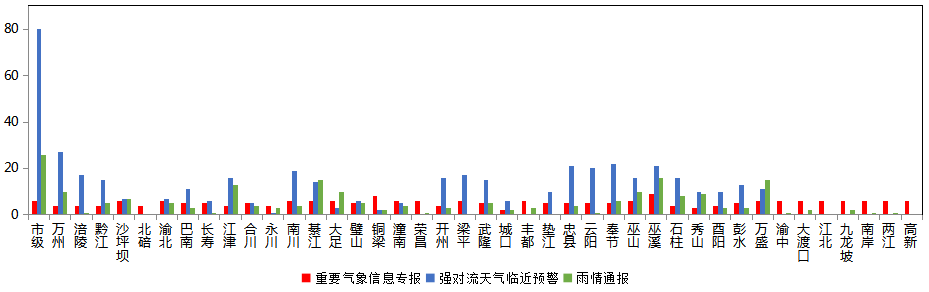 80
60
40
20
0
市级 万州 涪陵 黔江 沙坪坝 北碚 渝北 巴南 长寿 江津 合川 永川 南川 綦江 大足 璧山 铜梁 潼南 荣昌 开州 梁平 武隆 城口 丰都 垫江 忠县 云阳 奉节 巫山 巫溪 石柱 秀山 酉阳 彭水 万盛 渝中 大渡口 江北 九龙坡 南岸 两江 高新
重要气象信息专报 强对流天气临近预警 雨情通报